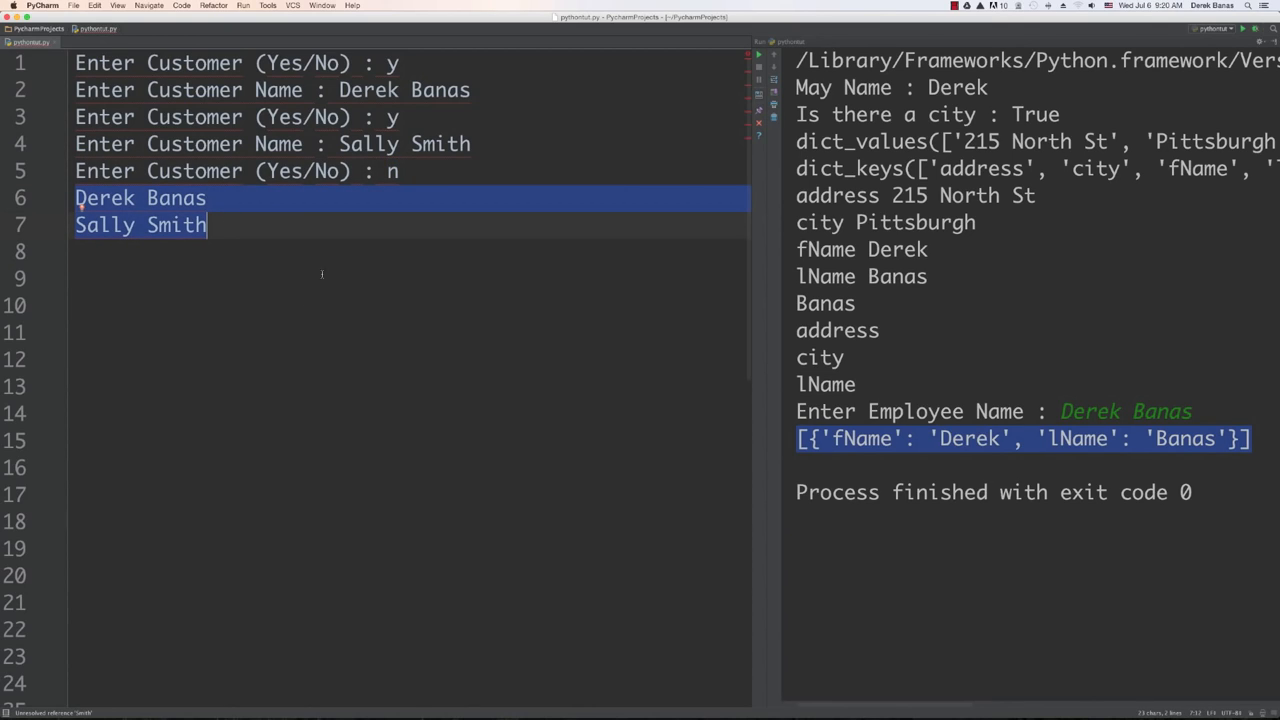 PyCharm File Edit View Navigate Code Refactor Run Tools VCS Window Help
10 Wed Jul 6 9:20 AM Derek Banas
pythontut.py - PyCharmProjects - [~/PycharmProjects]
PycharmProjects pythontut.py
pythontut
pythontut.py
Run pythontut
1 Enter Customer (Yes/No) : y
2 Enter Customer Name : Derek Banas
3 Enter Customer (Yes/No) : y
4 Enter Customer Name : Sally Smith
5 Enter Customer (Yes/No) : n
6 Derek Banas
7 Sally Smith
8
9
10
11
12
13
14
15
16
17
18
19
20
21
22
23
24
/Library/Frameworks/Python.framework/Vers
May Name : Derek
Is there a city : True
dict_values(['215 North St', 'Pittsburgh
dict_keys(['address', 'city', 'fName', 'l
address 215 North St
city Pittsburgh
fName Derek
lName Banas
Banas
address
city
lName
Enter Employee Name : Derek Banas
[{'fName': 'Derek', 'lName': 'Banas'}]
Process finished with exit code 0
Unresolved reference 'Smith'
23 chars, 2 lines 7:12 LF÷ UTF-8÷